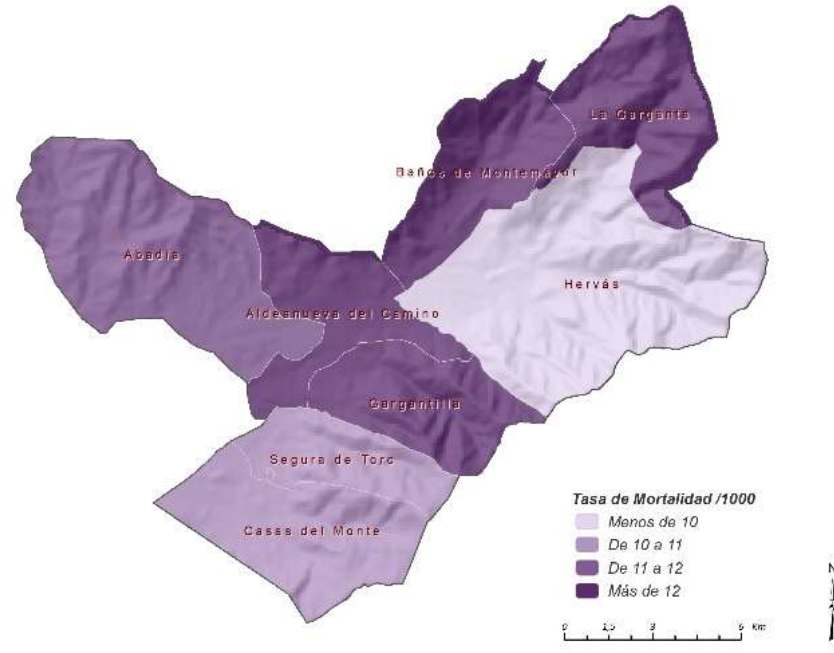 La Garganta
Baños de Montemayor
Abadía
Hervás
Aldeanueva del Camino
Gargantilla
Segura de Toro
Casas del Monte
Tasa de Mortalidad /1000
Menos de 10
De 10 a 11
De 11 a 12
Más de 12
0 1,5 3 6 Km
N